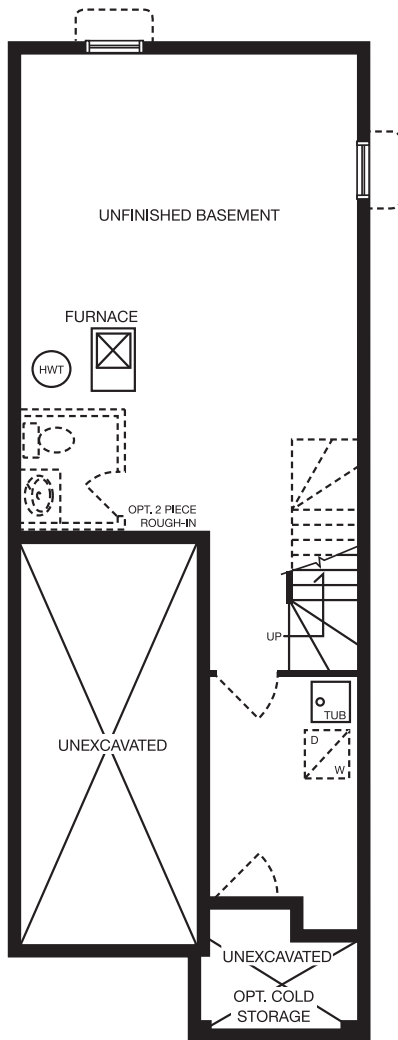 UNFINISHED BASEMENT
FURNACE
HWT
OPT. 2 PIECE
ROUGH-IN
UP
TUB
D
W
UNEXCAVATED
UNEXCAVATED
OPT. COLD
STORAGE